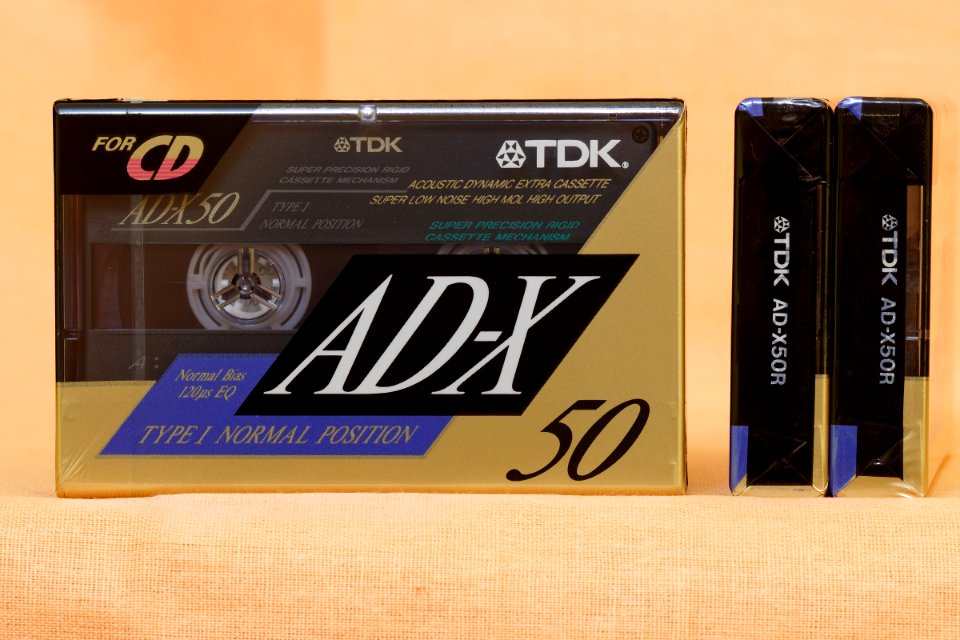 FOR CD
TDK
TDK
SUPER PRECISION RIGID
CASSETTE MECHANISM
ACOUSTIC DYNAMIC EXTRA CASSETTE
SUPER LOW NOISE HIGH MOL HIGH OUTPUT
AD-X50
TYPE I
NORMAL POSITION
SUPER PRECISION RIGID
CASSETTE MECHANISM
AD-X
A:
Normal Bias
120µs EQ
TYPE I NORMAL POSITION
50
TDK AD-X50R
TDK AD-X50R